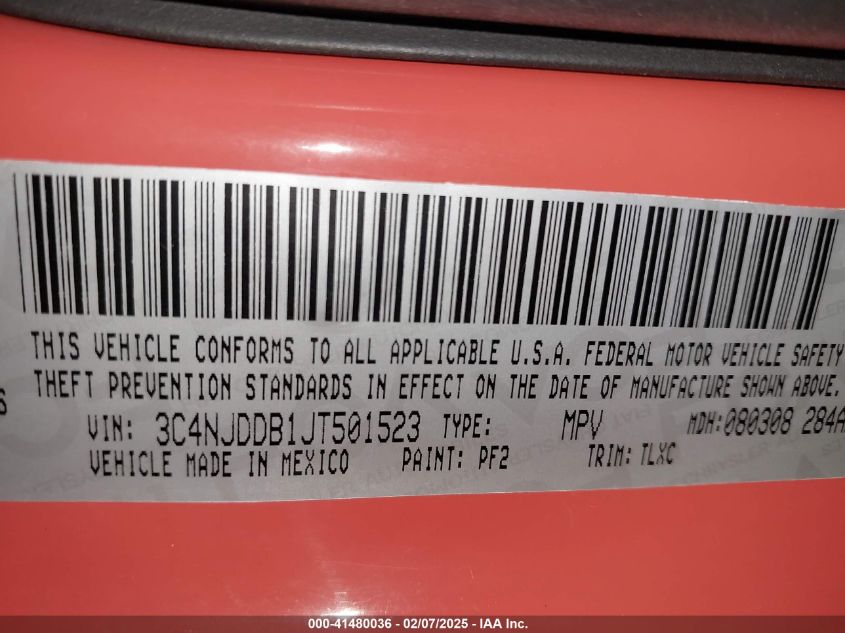 THIS VEHICLE CONFORMS TO ALL APPLICABLE U.S.A. FEDERAL MOTOR VEHICLE SAFETY
THEFT PREVENTION STANDARDS IN EFFECT ON THE DATE OF MANUFACTURE SHOWN ABOVE.
S
VIN: 3C4NJDDB1JT501523 TYPE: MPV MDH:080308 284A
VEHICLE MADE IN MEXICO PAINT: PF2 TRIM: TLXC
000-41480036 - 02/07/2025 - IAA Inc.